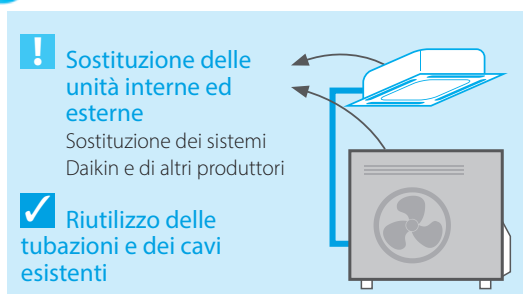 !
Sostituzione delle
unità interne ed
esterne
Sostituzione dei sistemi
Daikin e di altri produttori
✓
Riutilizzo delle
tubazioni e dei cavi
esistenti